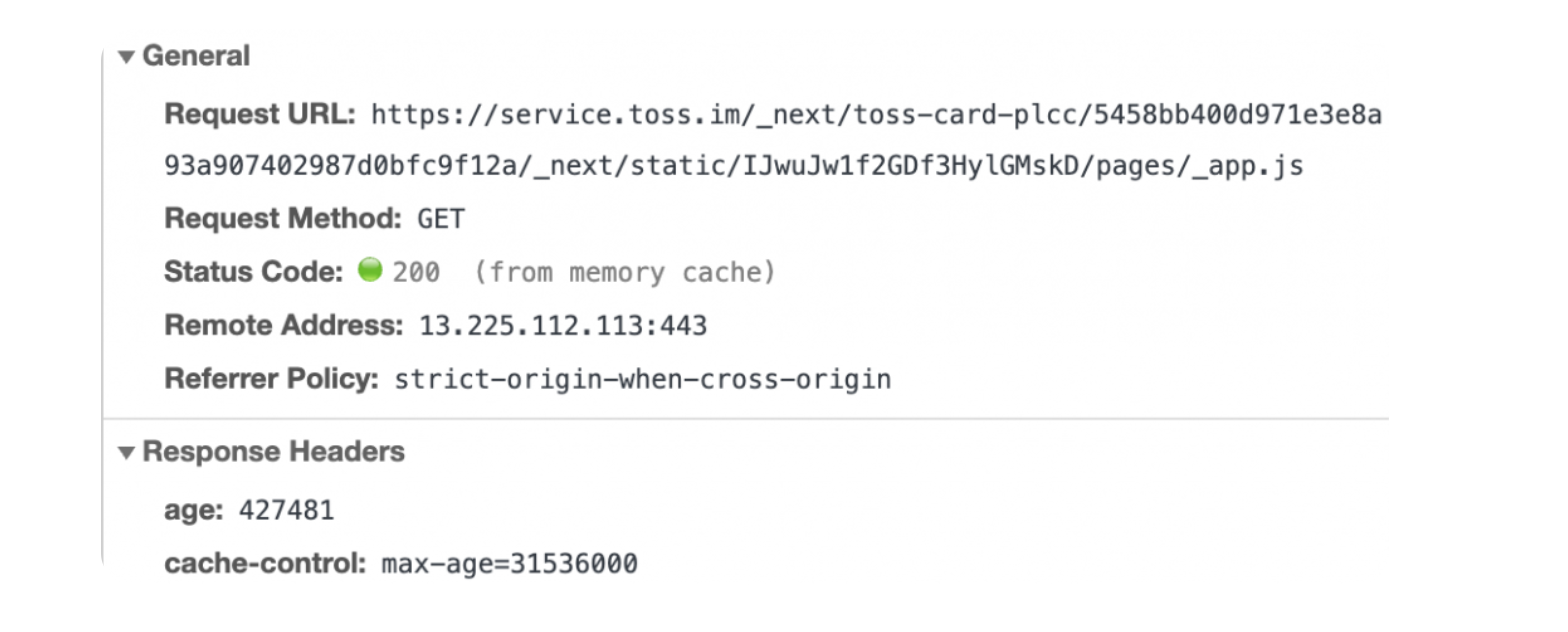 General
Request URL: https://service.toss.im/_next/toss-card-plcc/5458bb400d971e3e8a
93a907402987d0bfc9f12a/_next/static/IJwuJw1f2GDf3HylGMskD/pages/_app.js
Request Method: GET
Status Code: 200 (from memory cache)
Remote Address: 13.225.112.113:443
Referrer Policy: strict-origin-when-cross-origin
Response Headers
age: 427481
cache-control: max-age=31536000